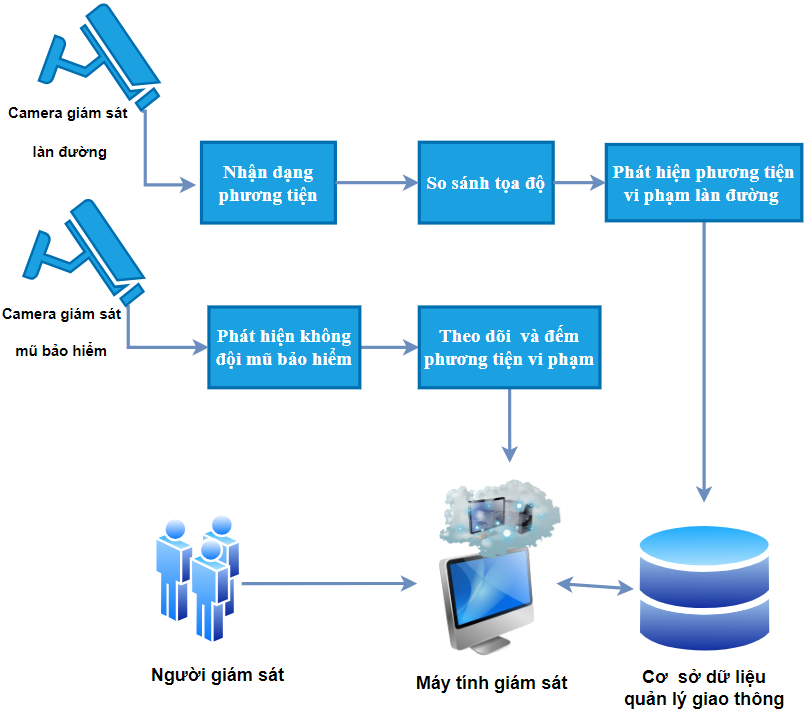 Camera giám sát
làn đường
Nhận dạng
phương tiện
So sánh tọa độ
Phát hiện phương tiện
vi phạm làn đường
Camera giám sát
mũ bảo hiểm
Phát hiện không
đội mũ bảo hiểm
Theo dõi và đếm
phương tiện vi phạm
Người giám sát
Máy tính giám sát
Cơ sở dữ liệu
quản lý giao thông